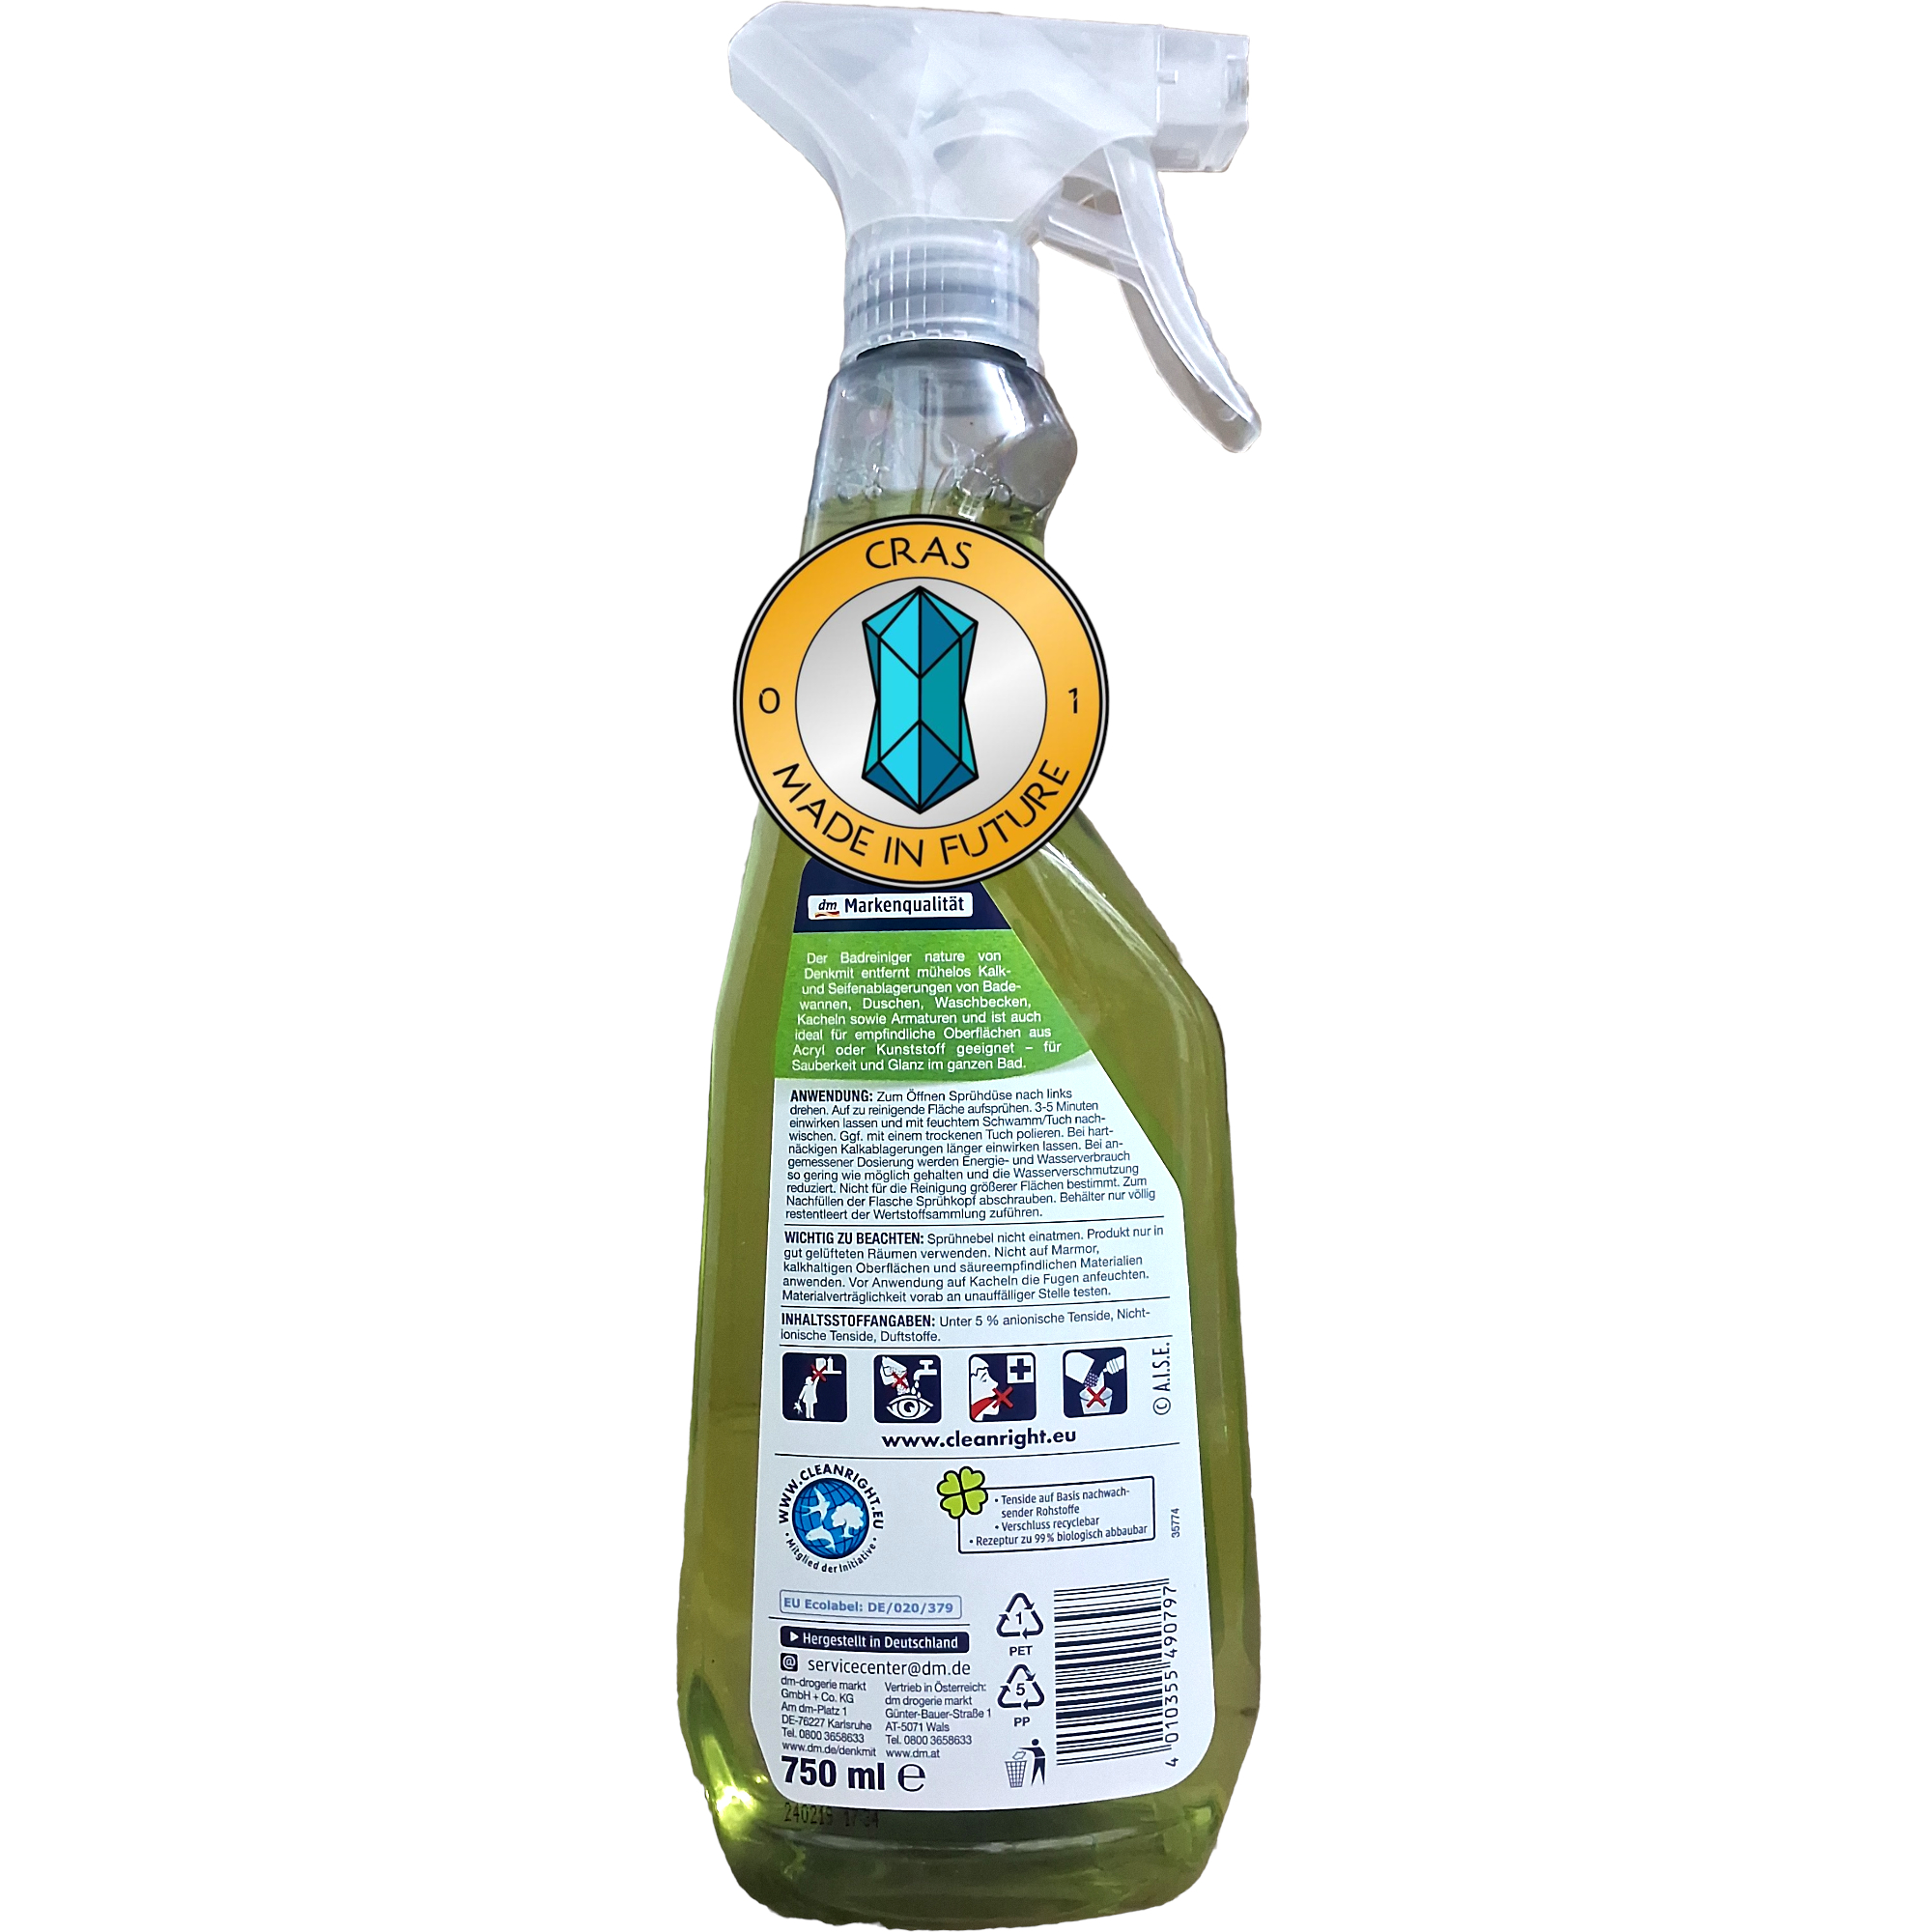 CRAS
0 1
MADE IN FUTURE
dm Markenqualität
Der Badreiniger nature von
Denkmit entfernt mühelos Kalk-
und Seifenablagerungen von Bade-
wannen, Duschen, Waschbecken,
Kacheln sowie Armaturen und ist auch
ideal für empfindliche Oberflächen aus
Acryl oder Kunststoff geeignet – für
Sauberkeit und Glanz im ganzen Bad.
ANWENDUNG: Zum Öffnen Sprühdüse nach links
drehen. Auf zu reinigende Fläche aufsprühen. 3-5 Minuten
einwirken lassen und mit feuchtem Schwamm/Tuch nach-
wischen. Ggf. mit einem trockenen Tuch polieren. Bei hart-
näckigen Kalkablagerungen länger einwirken lassen. Bei an-
gemessener Dosierung werden Energie- und Wasserverbrauch
so gering wie möglich gehalten und die Wasserverschmutzung
reduziert. Nicht für die Reinigung größerer Flächen bestimmt. Zum
Nachfüllen der Flasche Sprühkopf abschrauben. Behälter nur völlig
restentleert der Wertstoffsammlung zuführen.
WICHTIG ZU BEACHTEN: Sprühnebel nicht einatmen. Produkt nur in
gut gelüfteten Räumen verwenden. Nicht auf Marmor,
kalkhaltigen Oberflächen und säureempfindlichen Materialien
anwenden. Vor Anwendung auf Kacheln die Fugen anfeuchten.
Materialverträglichkeit vorab an unauffälliger Stelle testen.
INHALTSSTOFFANGABEN: Unter 5 % anionische Tenside, Nicht-
ionische Tenside, Duftstoffe.
© A.I.S.E.
www.cleanright.eu
WWW.CLEANRIGHT.EU
• Mitglied der Initiative •
• Tenside auf Basis nachwach-
sender Rohstoffe
• Verschluss recyclebar
• Rezeptur zu 99 % biologisch abbaubar
35774
EU Ecolabel: DE/020/379
Hergestellt in Deutschland
@ servicecenter@dm.de
dm-drogerie markt
GmbH + Co. KG
Am dm-Platz 1
DE-76227 Karlsruhe
Tel. 0800 3658633
www.dm.de/denkmit
Vertrieb in Österreich:
dm drogerie markt
Günter-Bauer-Straße 1
AT-5071 Wals
Tel. 0800 3658633
www.dm.at
1
PET
5
PP
4 010355 490797
750 ml e